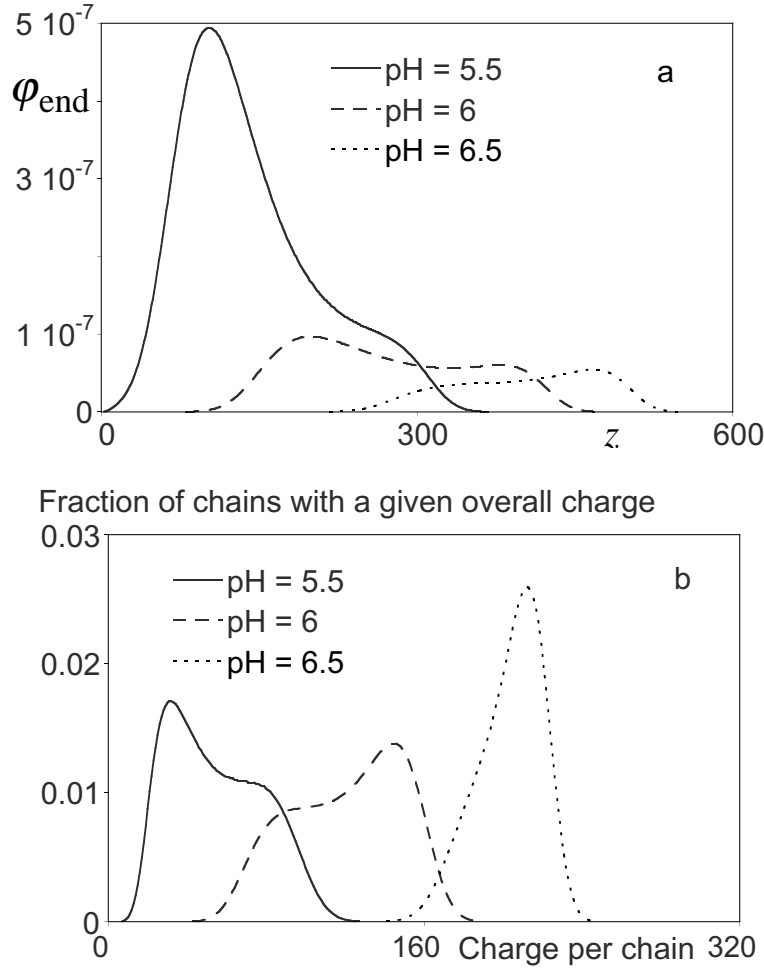 5 10-7
φend
pH = 5.5
a
pH = 6
pH = 6.5
3 10-7
1 10-7
0
0
300
z
600
Fraction of chains with a given overall charge
0.03
pH = 5.5
b
pH = 6
pH = 6.5
0.02
0.01
0
0
160
Charge per chain
320